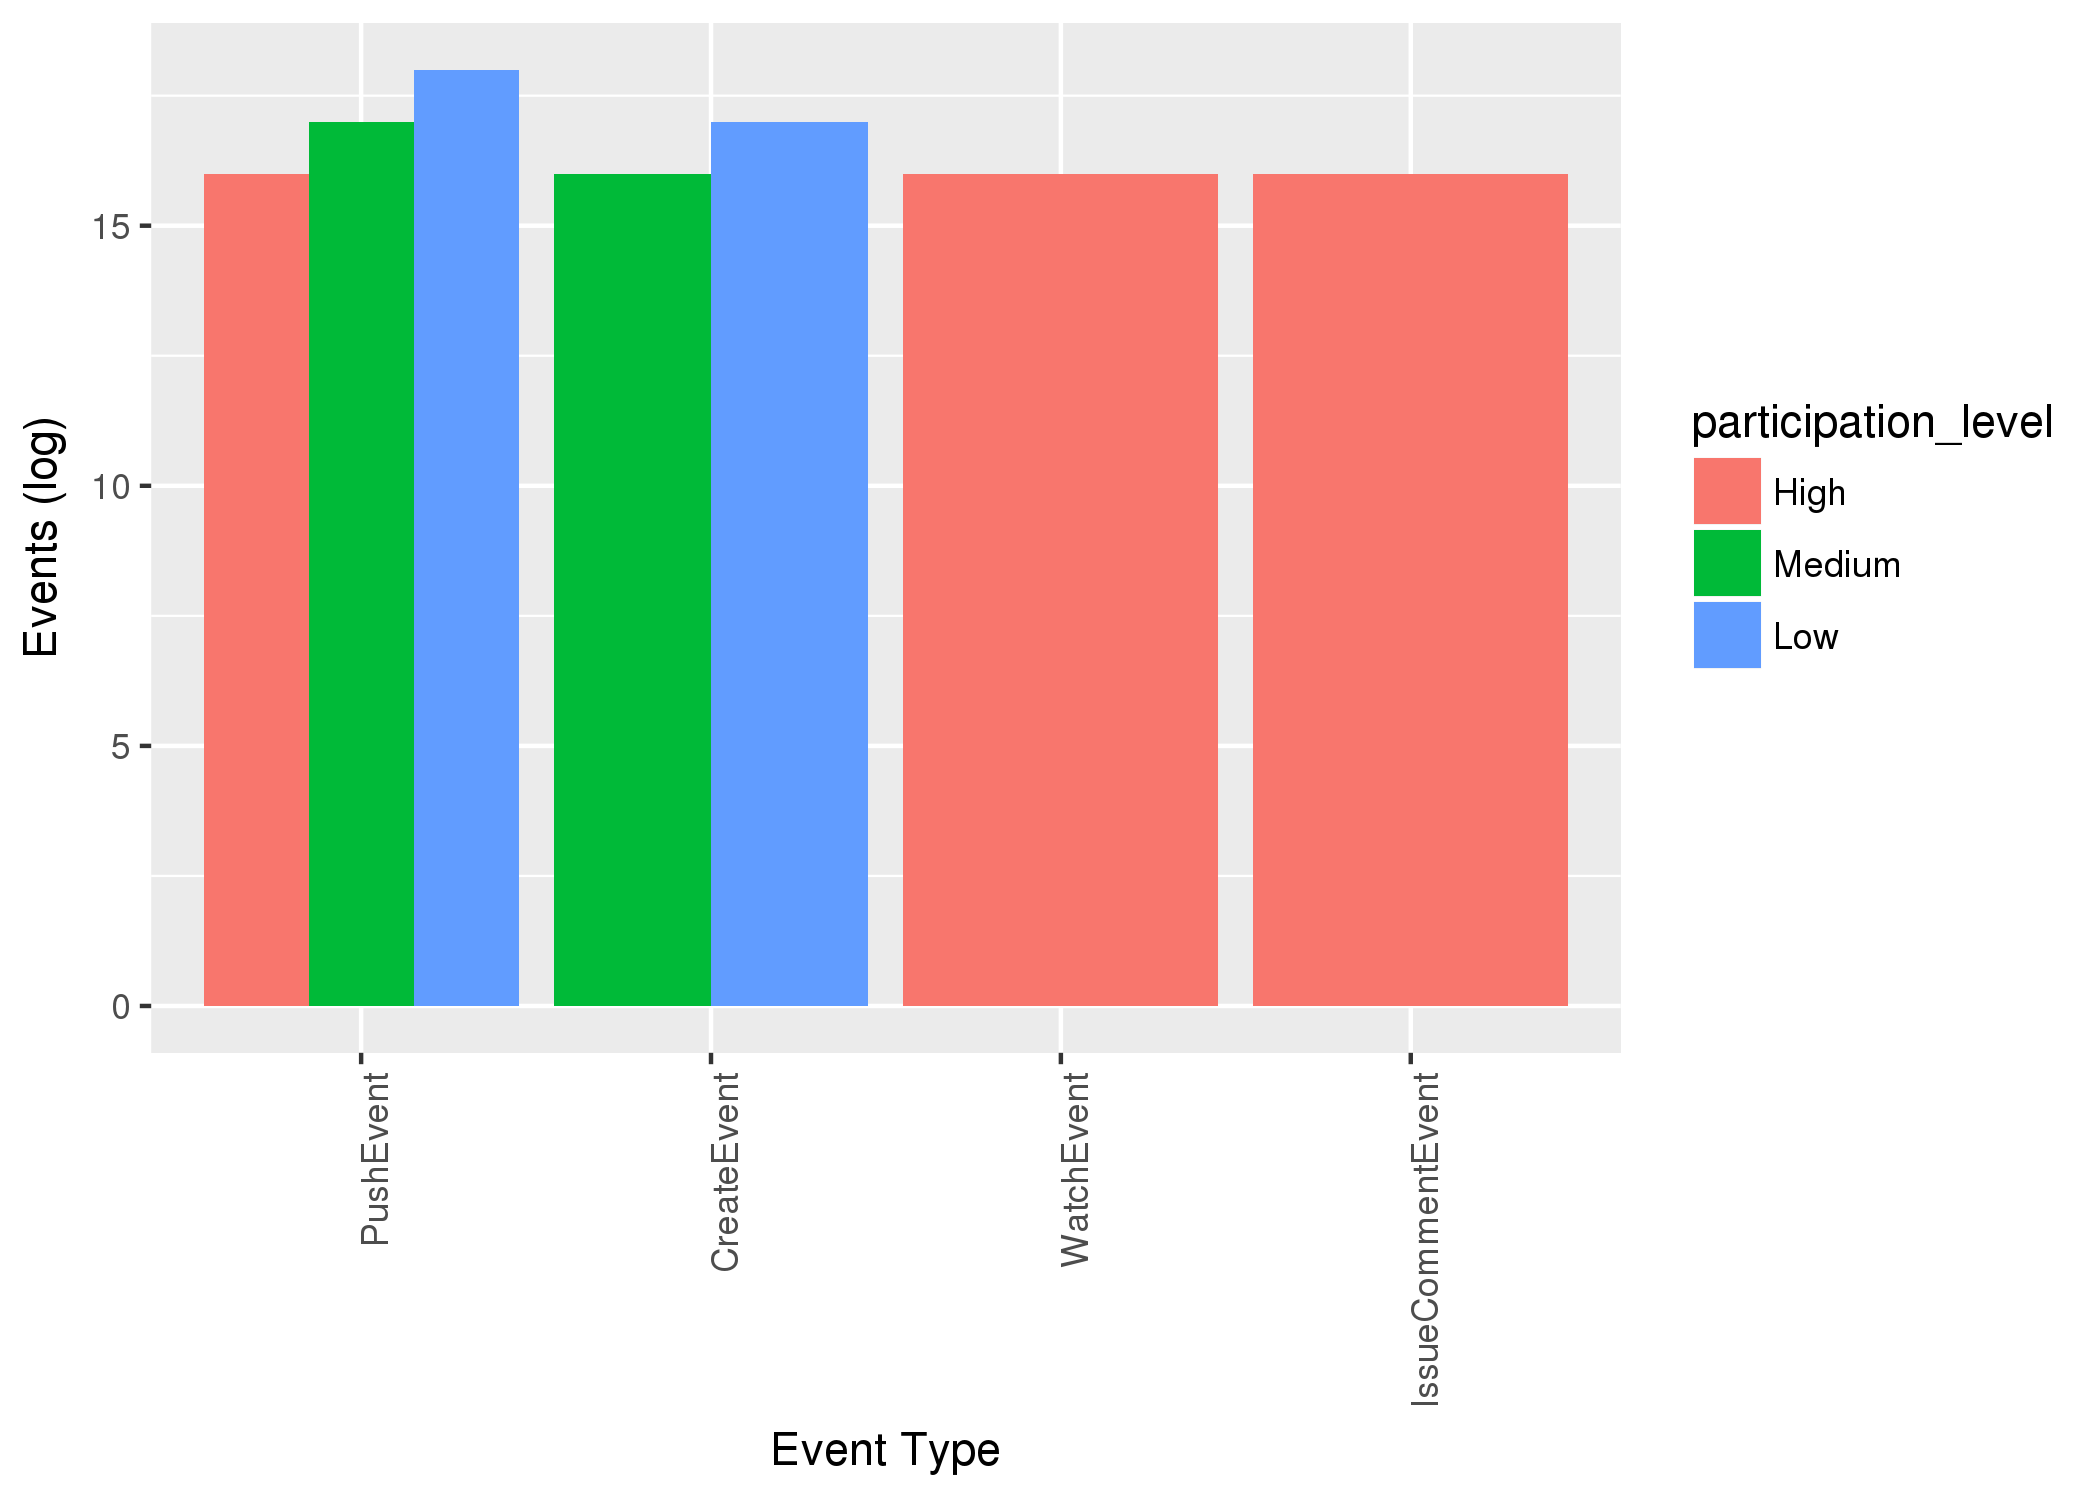 Events (log)
15
10
5
0
PushEvent
CreateEvent
WatchEvent
IssueCommentEvent
Event Type
participation_level
High
Medium
Low